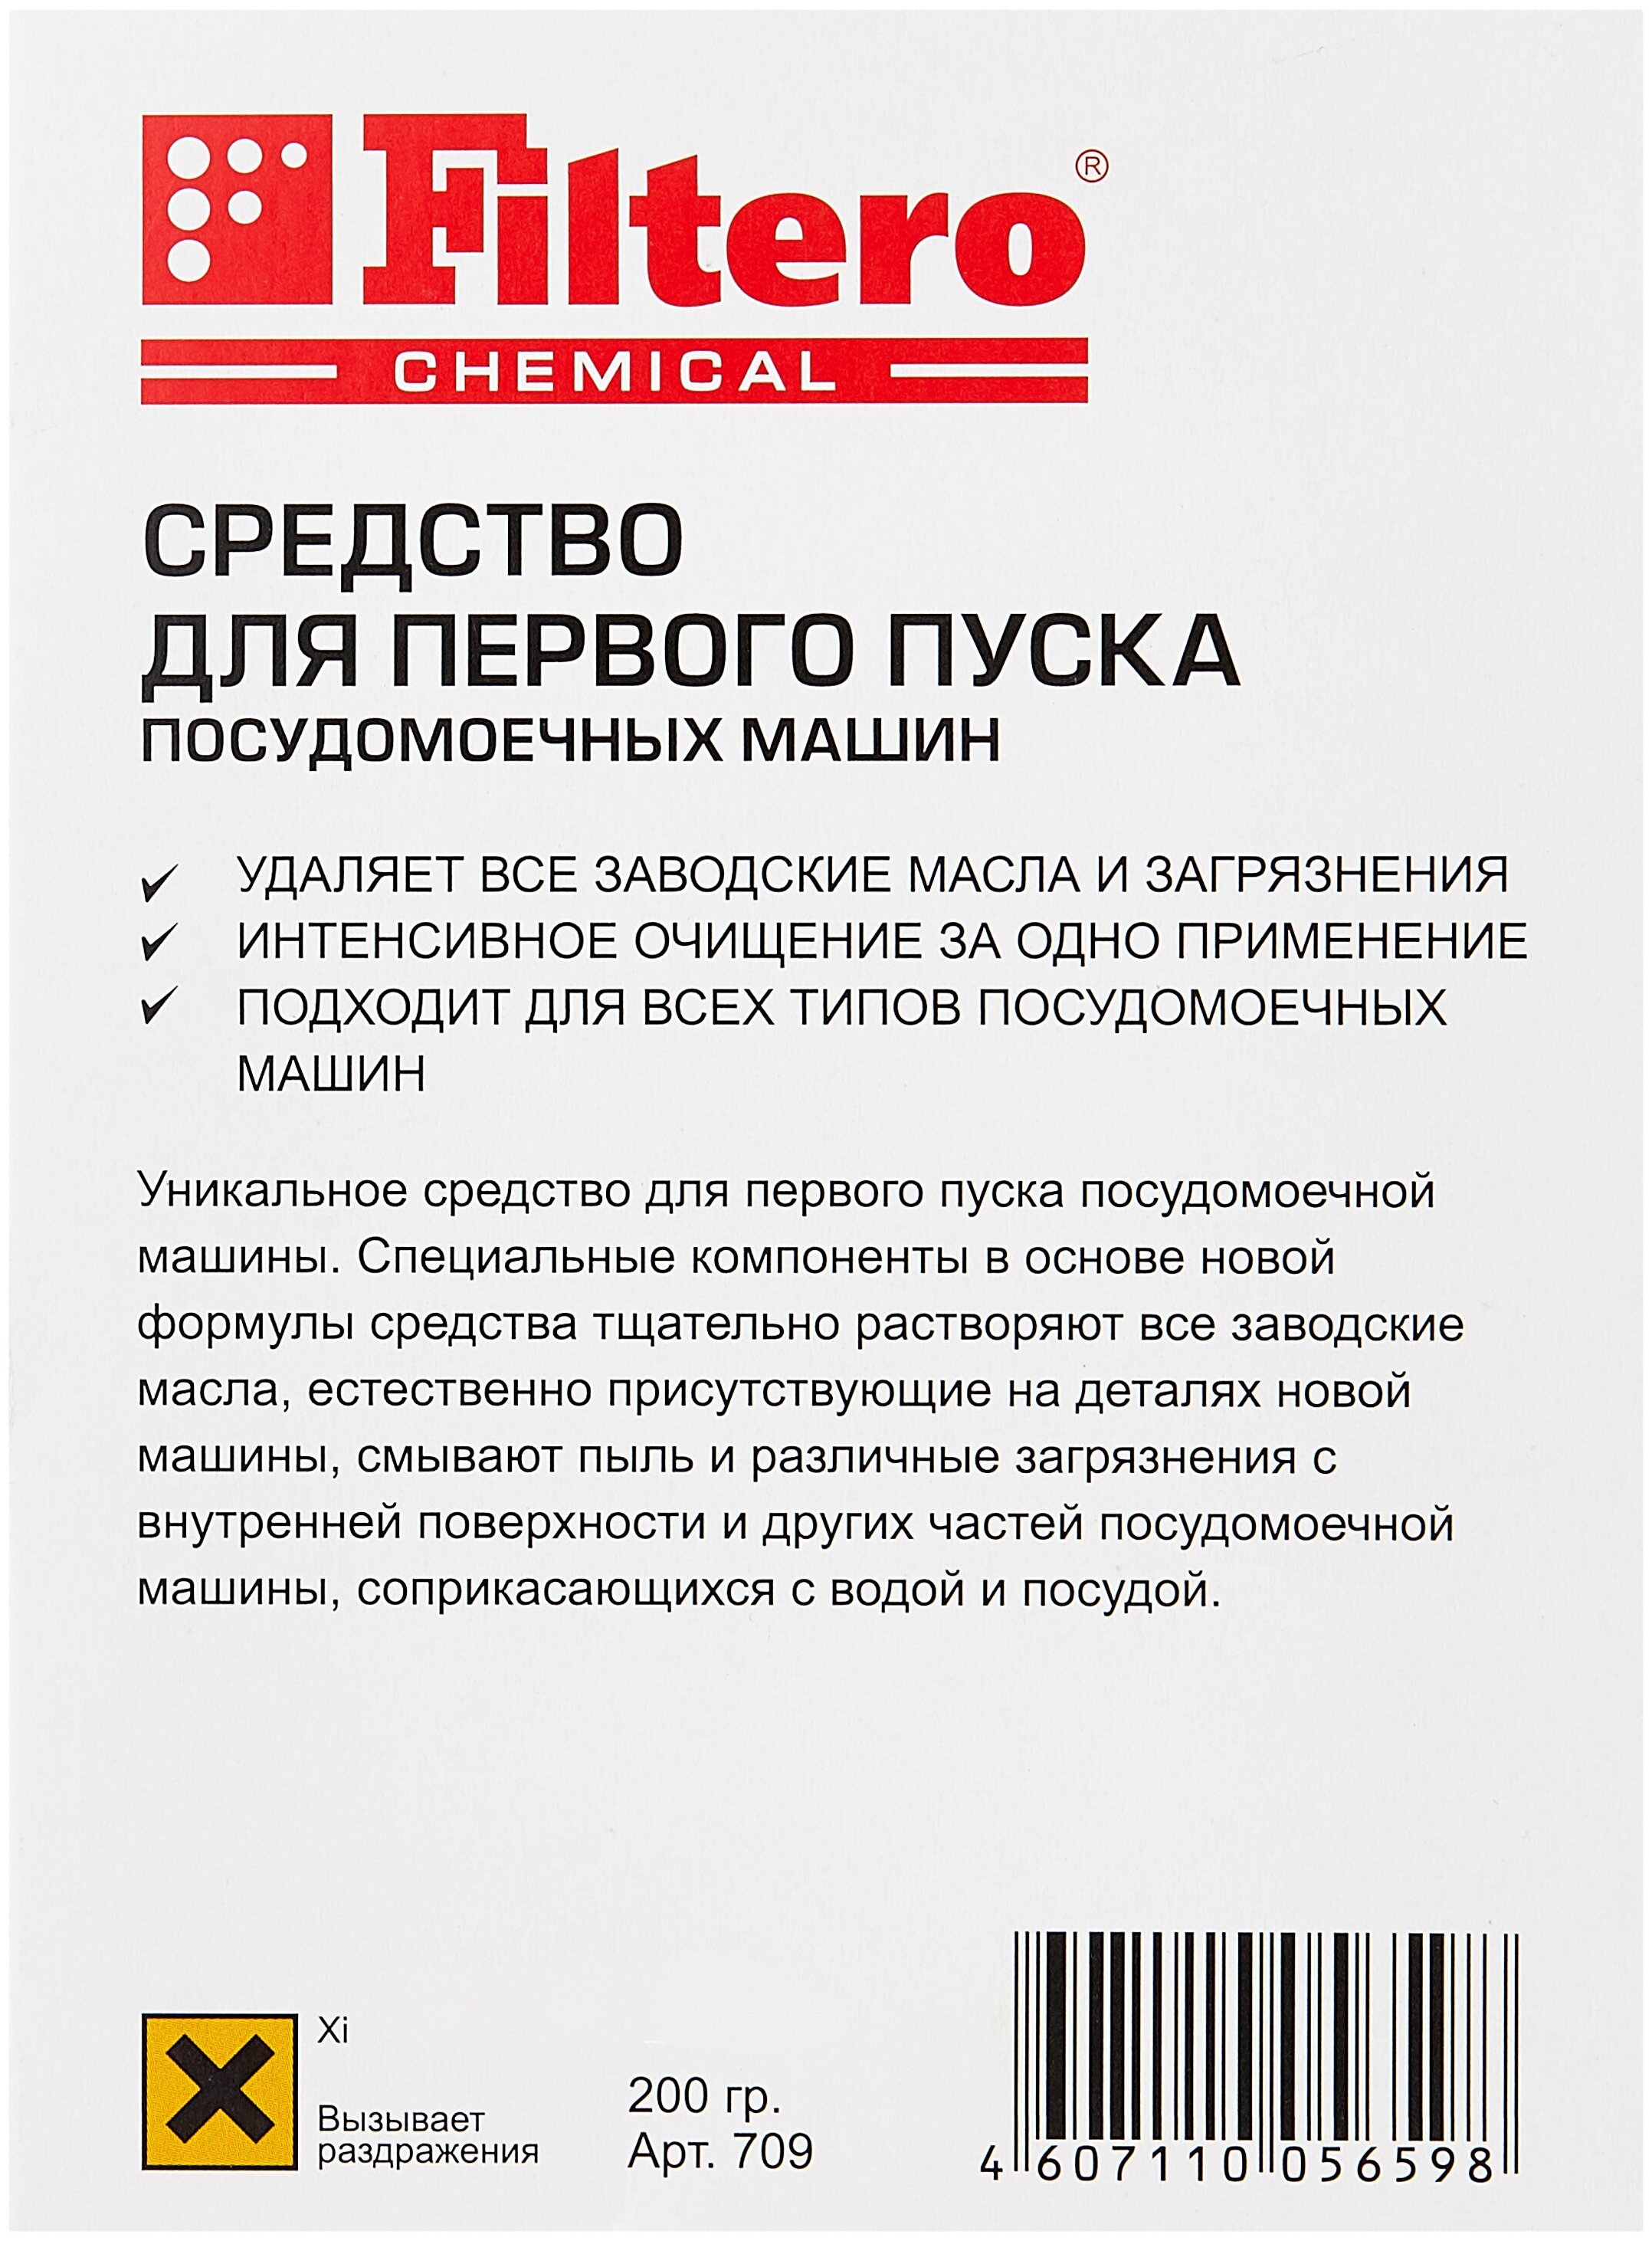 Filtero®
CHEMICAL
СРЕДСТВО
ДЛЯ ПЕРВОГО ПУСКА
ПОСУДОМОЕЧНЫХ МАШИН
УДАЛЯЕТ ВСЕ ЗАВОДСКИЕ МАСЛА И ЗАГРЯЗНЕНИЯ
ИНТЕНСИВНОЕ ОЧИЩЕНИЕ ЗА ОДНО ПРИМЕНЕНИЕ
ПОДХОДИТ ДЛЯ ВСЕХ ТИПОВ ПОСУДОМОЕЧНЫХ
МАШИН
Уникальное средство для первого пуска посудомоечной
машины. Специальные компоненты в основе новой
формулы средства тщательно растворяют все заводские
масла, естественно присутствующие на деталях новой
машины, смывают пыль и различные загрязнения с
внутренней поверхности и других частей посудомоечной
машины, соприкасающихся с водой и посудой.
Xi
Вызывает
раздражения
200 гр.
Арт. 709
4 607110 056598